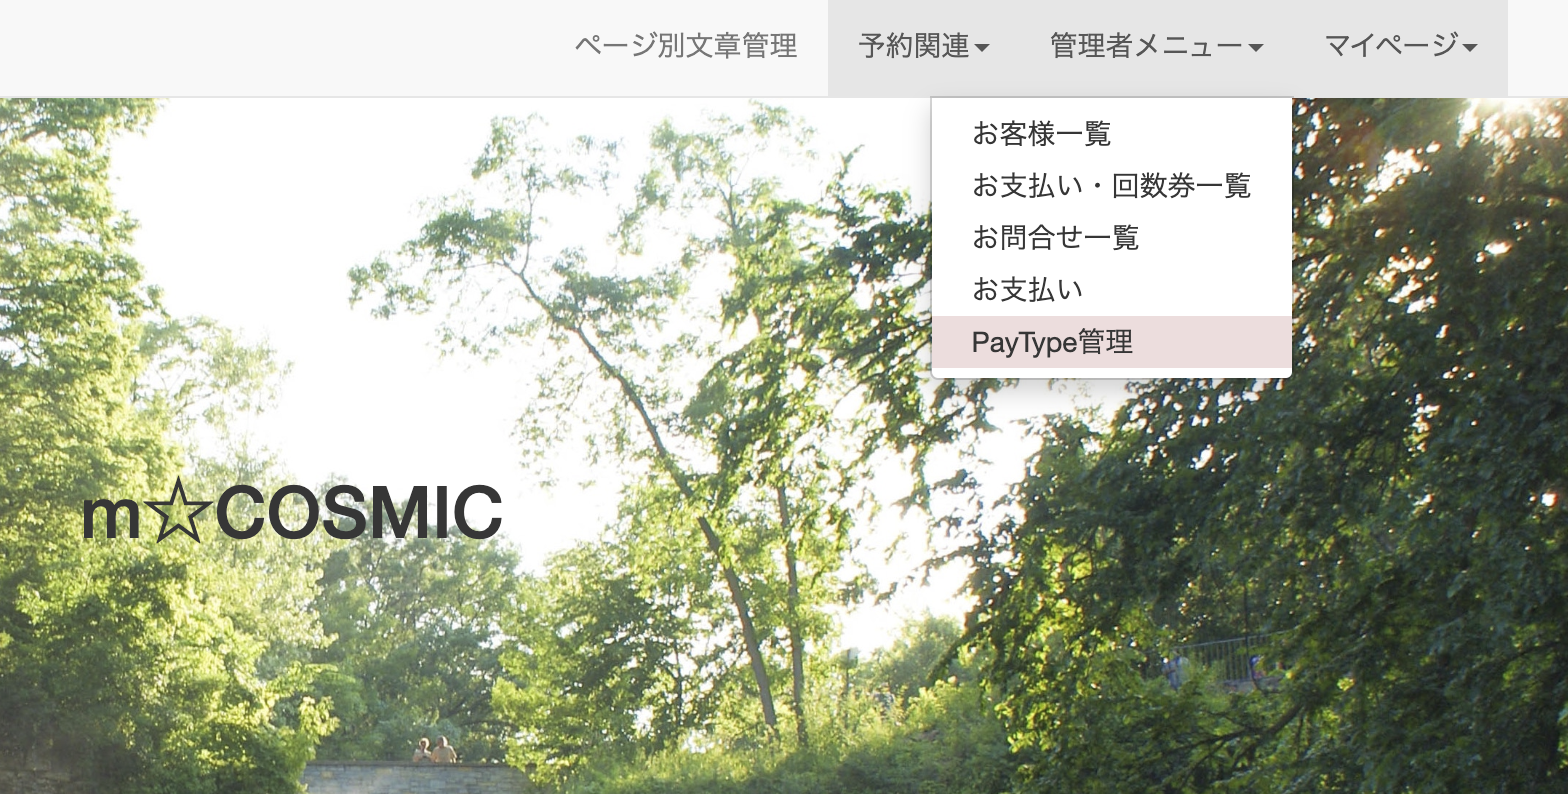 ページ別文章管理 予約関連 管理者メニュー マイページ
お客様一覧
お支払い・回数券一覧
お問合せ一覧
お支払い
PayType管理
m☆COSMIC